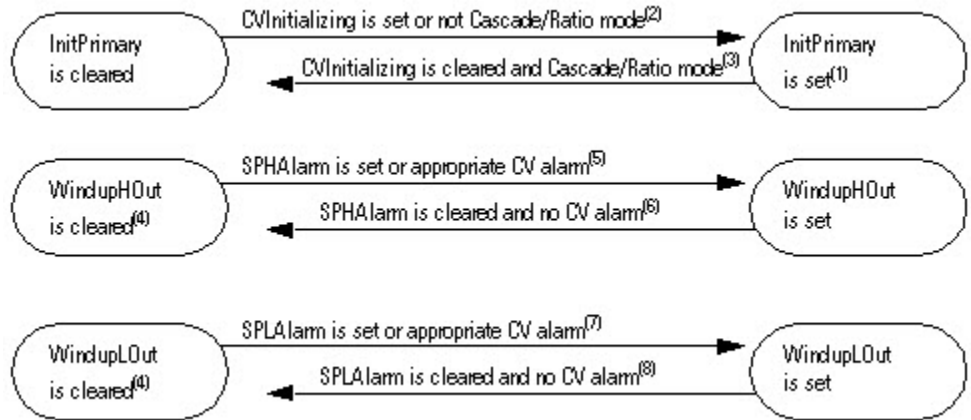 InitPrimary
is cleared
CVInitializing is set or not Cascade/Ratio mode(2)
CVInitializing is cleared and Cascade/Ratio mode(3)
InitPrimary
is set(1)
WindupHOut
is cleared(4)
SPHAlarm is set or appropriate CV alarm(5)
SPHAlarm is cleared and no CV alarm(6)
WindupHOut
is set
WindupLOut
is cleared(4)
SPLAlarm is set or appropriate CV alarm(7)
SPLAlarm is cleared and no CV alarm(8)
WindupLOut
is set